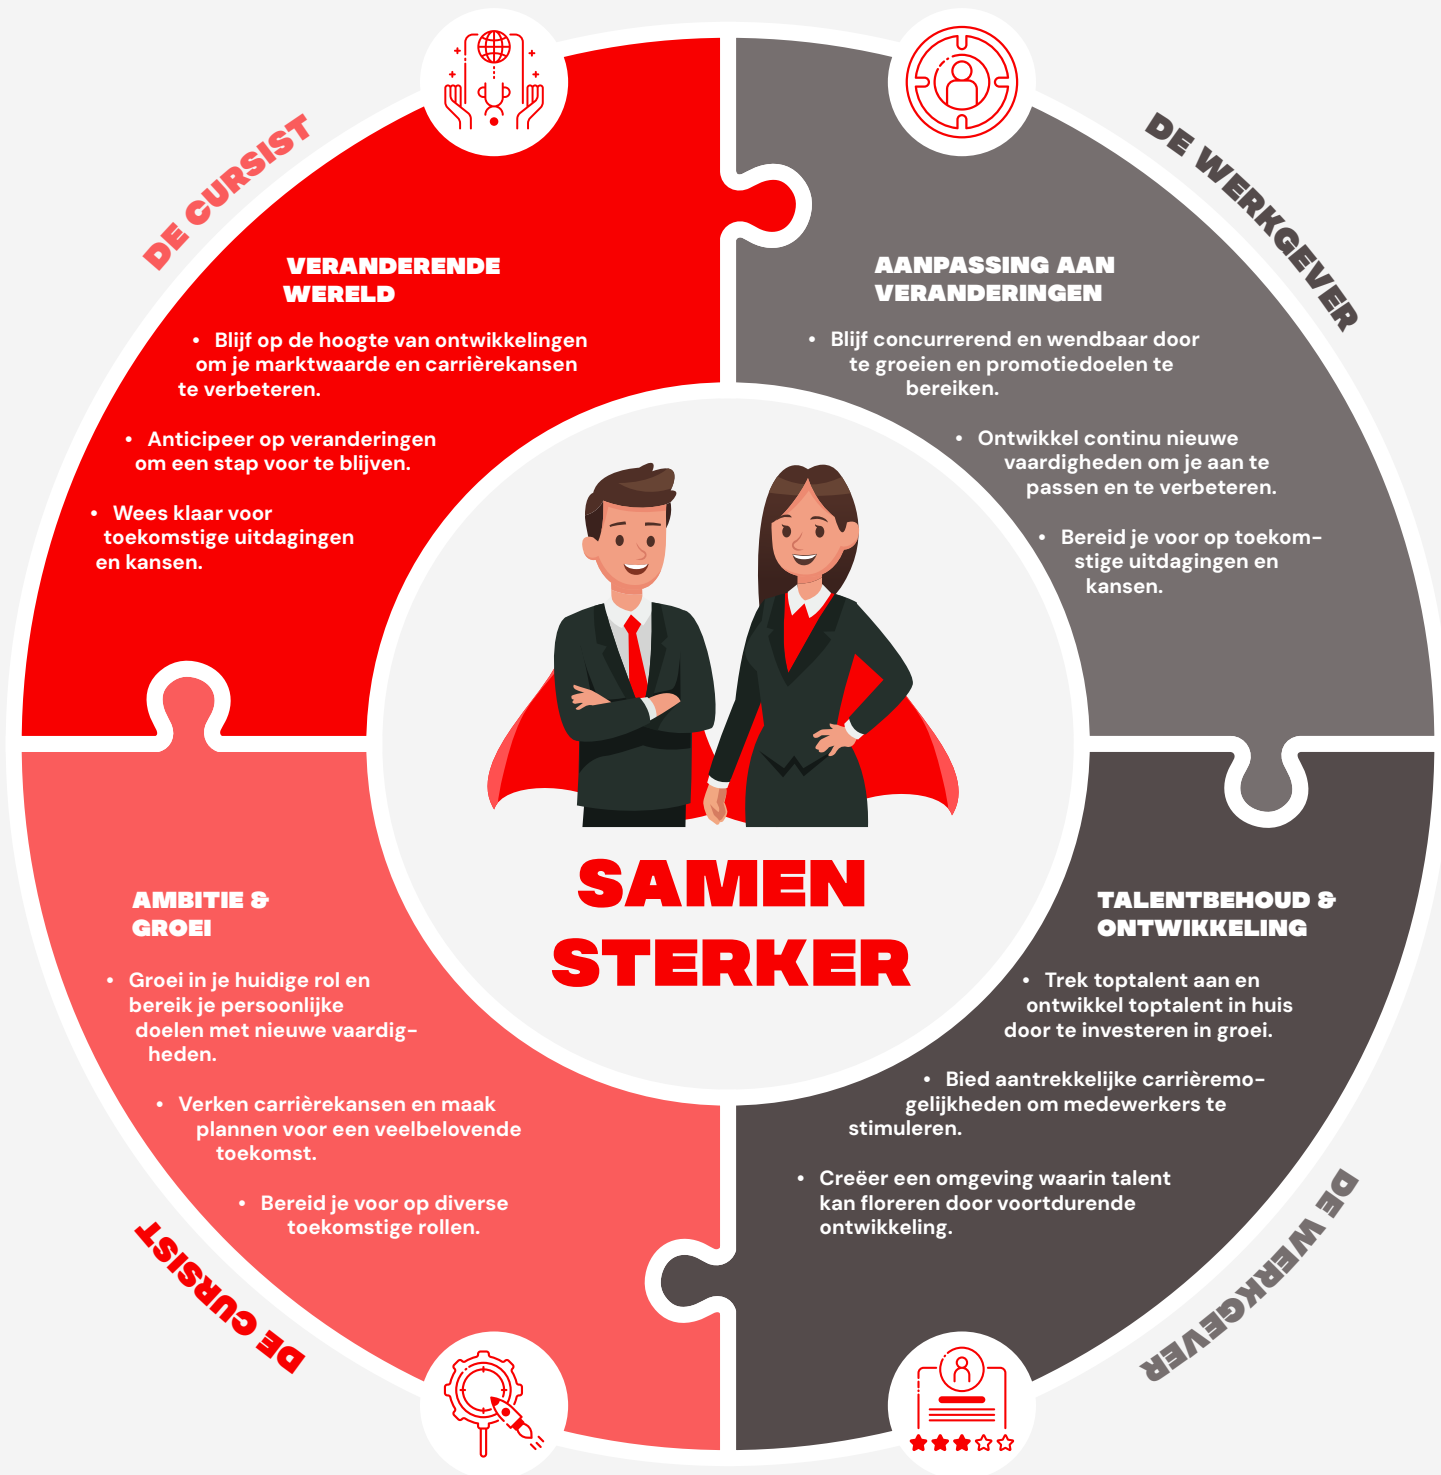 DE CURSIST
VERANDERENDE
WERELD
• Blijf op de hoogte van ontwikkelingen
om je marktwaarde en carrièrekansen
te verbeteren.
• Anticipeer op veranderingen
om een stap voor te blijven.
• Wees klaar voor
toekomstige uitdagingen
en kansen.
DE WERKGEVER
AANPASSING AAN
VERANDERINGEN
• Blijf concurrerend en wendbaar door
te groeien en promotiedoelen te
bereiken.
• Ontwikkel continu nieuwe
vaardigheden om je aan te
passen en te verbeteren.
• Bereid je voor op toekom-
stige uitdagingen en
kansen.
SAMEN
STERKER
AMBITIE &
GROEI
• Groei in je huidige rol en
bereik je persoonlijke
doelen met nieuwe vaardig-
heden.
• Verken carrièrekansen en maak
plannen voor een veelbelovende
toekomst.
• Bereid je voor op diverse
toekomstige rollen.
DE CURSIST
TALENTBEHOUD &
ONTWIKKELING
• Trek toptalent aan en
ontwikkel toptalent in huis
door te investeren in groei.
• Bied aantrekkelijke carrièremo-
gelijkheden om medewerkers te
stimuleren.
• Creëer een omgeving waarin talent
kan floreren door voortdurende
ontwikkeling.
DE WERKGEVER